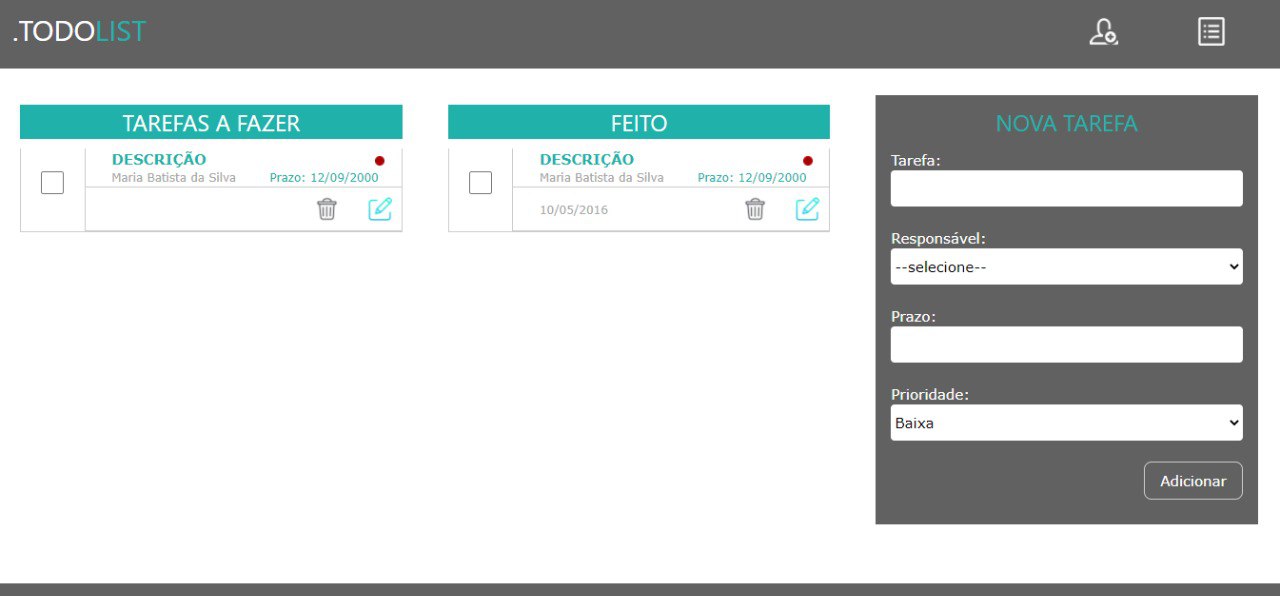 .TODOLIST
TAREFAS A FAZER
DESCRIÇÃO
Maria Batista da Silva Prazo: 12/09/2000
FEITO
DESCRIÇÃO
Maria Batista da Silva Prazo: 12/09/2000
10/05/2016
NOVA TAREFA
Tarefa:
Responsável:
--selecione--
Prazo:
Prioridade:
Baixa
Adicionar